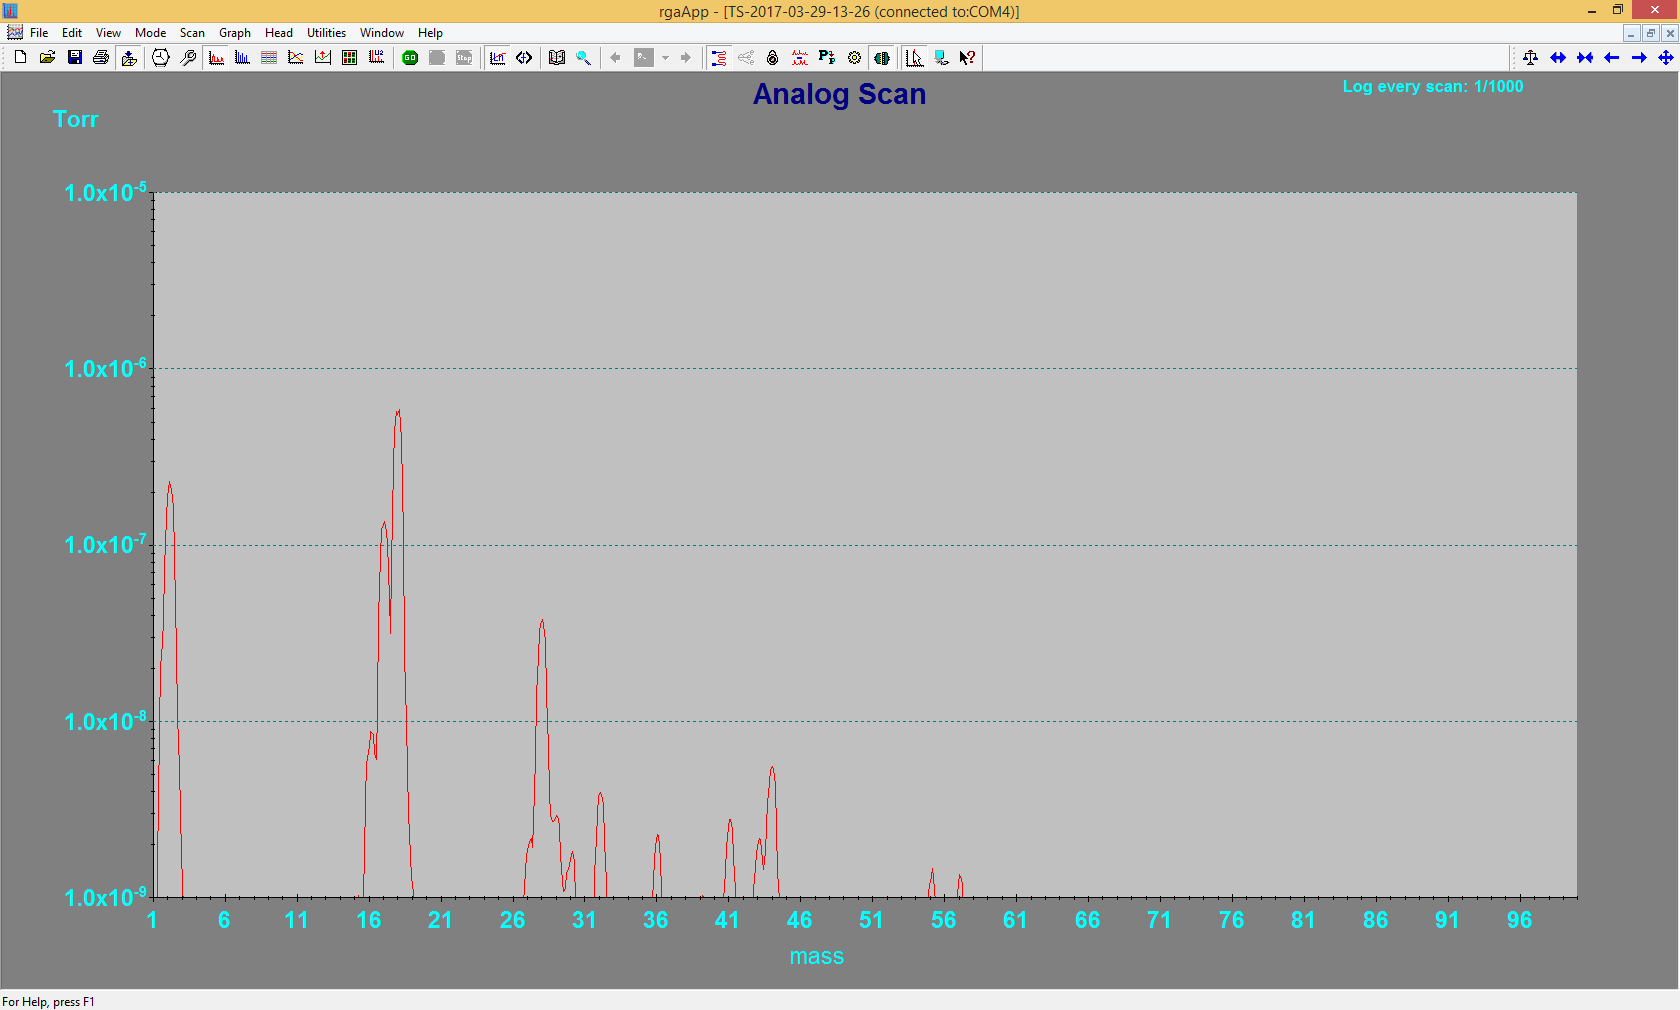 rgaApp - [TS-2017-03-29-13-26 (connected to:COM4)]
File Edit View Mode Scan Graph Head Utilities Window Help
GO Stop
Analog Scan
Log every scan: 1/1000
Torr
1.0x10-5
1.0x10-6
1.0x10-7
1.0x10-8
1.0x10-9
1 6 11 16 21 26 31 36 41 46 51 56 61 66 71 76 81 86 91 96
mass
For Help, press F1